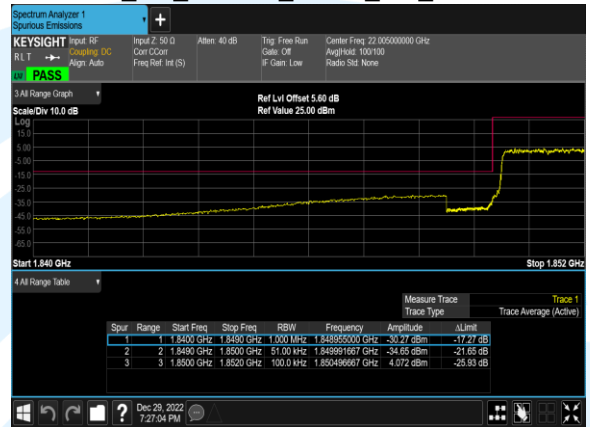 Spectrum Analyzer 1
Spurious Emissions
+
KEYSIGHT Input: RF Input Z: 50 Ω Atten: 40 dB Trig: Free Run Center Freq: 22.005000000 GHz
RLT Coupling: DC Corr CCorr Gate: Off Avg|Hold: 100/100
Align: Auto Freq Ref: Int (S) IF Gain: Low Radio Std: None
PASS
3 All Range Graph
Scale/Div 10.0 dB Ref Lvl Offset 5.60 dB
Ref Value 25.00 dBm
Log
15.0
5.00
-5.00
-15.0
-25.0
-35.0
-45.0
-55.0
-65.0
Start 1.840 GHz Stop 1.852 GHz
4 All Range Table
Measure Trace Trace 1
Trace Type Trace Average (Active)
Spur Range Start Freq Stop Freq RBW Frequency Amplitude ΔLimit
1 1 1.8400 GHz 1.8490 GHz 1.000 MHz 1.848955000 GHz -30.27 dBm -17.27 dB
2 2 1.8490 GHz 1.8500 GHz 51.00 kHz 1.849991667 GHz -34.65 dBm -21.65 dB
3 3 1.8500 GHz 1.8520 GHz 100.0 kHz 1.850496667 GHz 4.072 dBm -25.93 dB
? Dec 29, 2022
7:27:04 PM